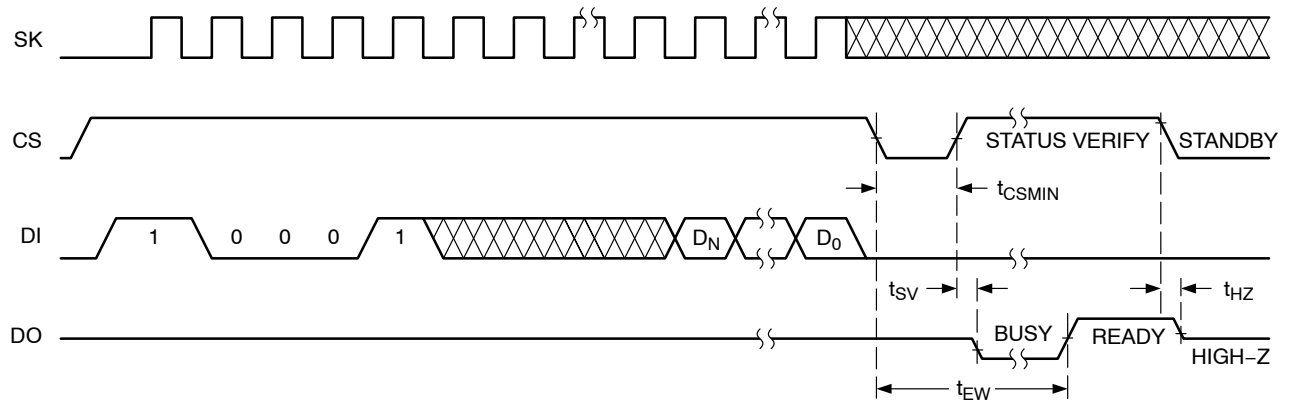 SK
CS
STATUS VERIFY
STANDBY
tCSMIN
DI
1
0
0
0
1
DN
D0
tSV
tHZ
DO
BUSY
READY
HIGH–Z
tEW